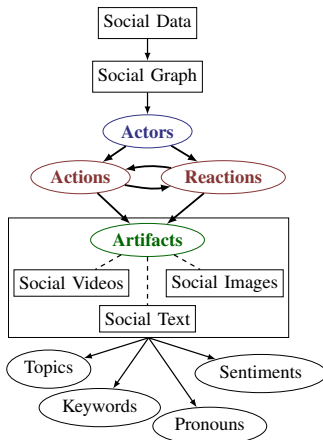 Social Data
Social Graph
Actors
Actions
Reactions
Artifacts
Social Videos
Social Images
Social Text
Topics
Sentiments
Keywords
Pronouns